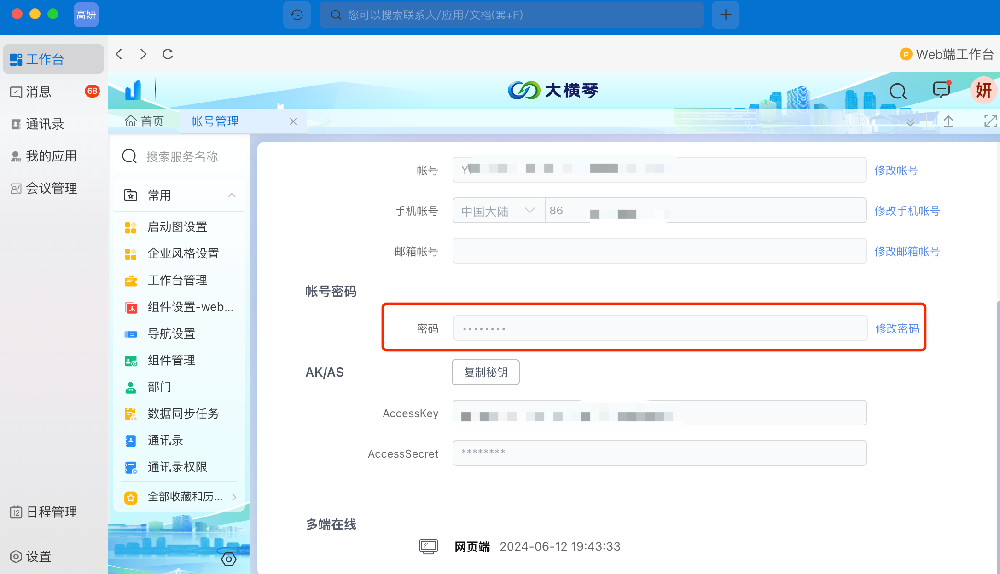 高妍
您可以搜索联系人/应用/文档(⌘+F)
工作台
消息
68
通讯录
我的应用
会议管理
12
日程管理
设置
Web端工作台
大横琴
妍
首页
帐号管理
搜索服务名称
常用
启动图设置
企业风格设置
工作台管理
组件设置-web...
导航设置
组件管理
部门
数据同步任务
通讯录
通讯录权限
全部收藏和历...
帐号
修改帐号
手机帐号
中国大陆
86
修改手机帐号
邮箱帐号
修改邮箱帐号
帐号密码
密码
········
修改密码
AK/AS
复制秘钥
AccessKey
AccessSecret
********
多端在线
网页端
2024-06-12 19:43:33